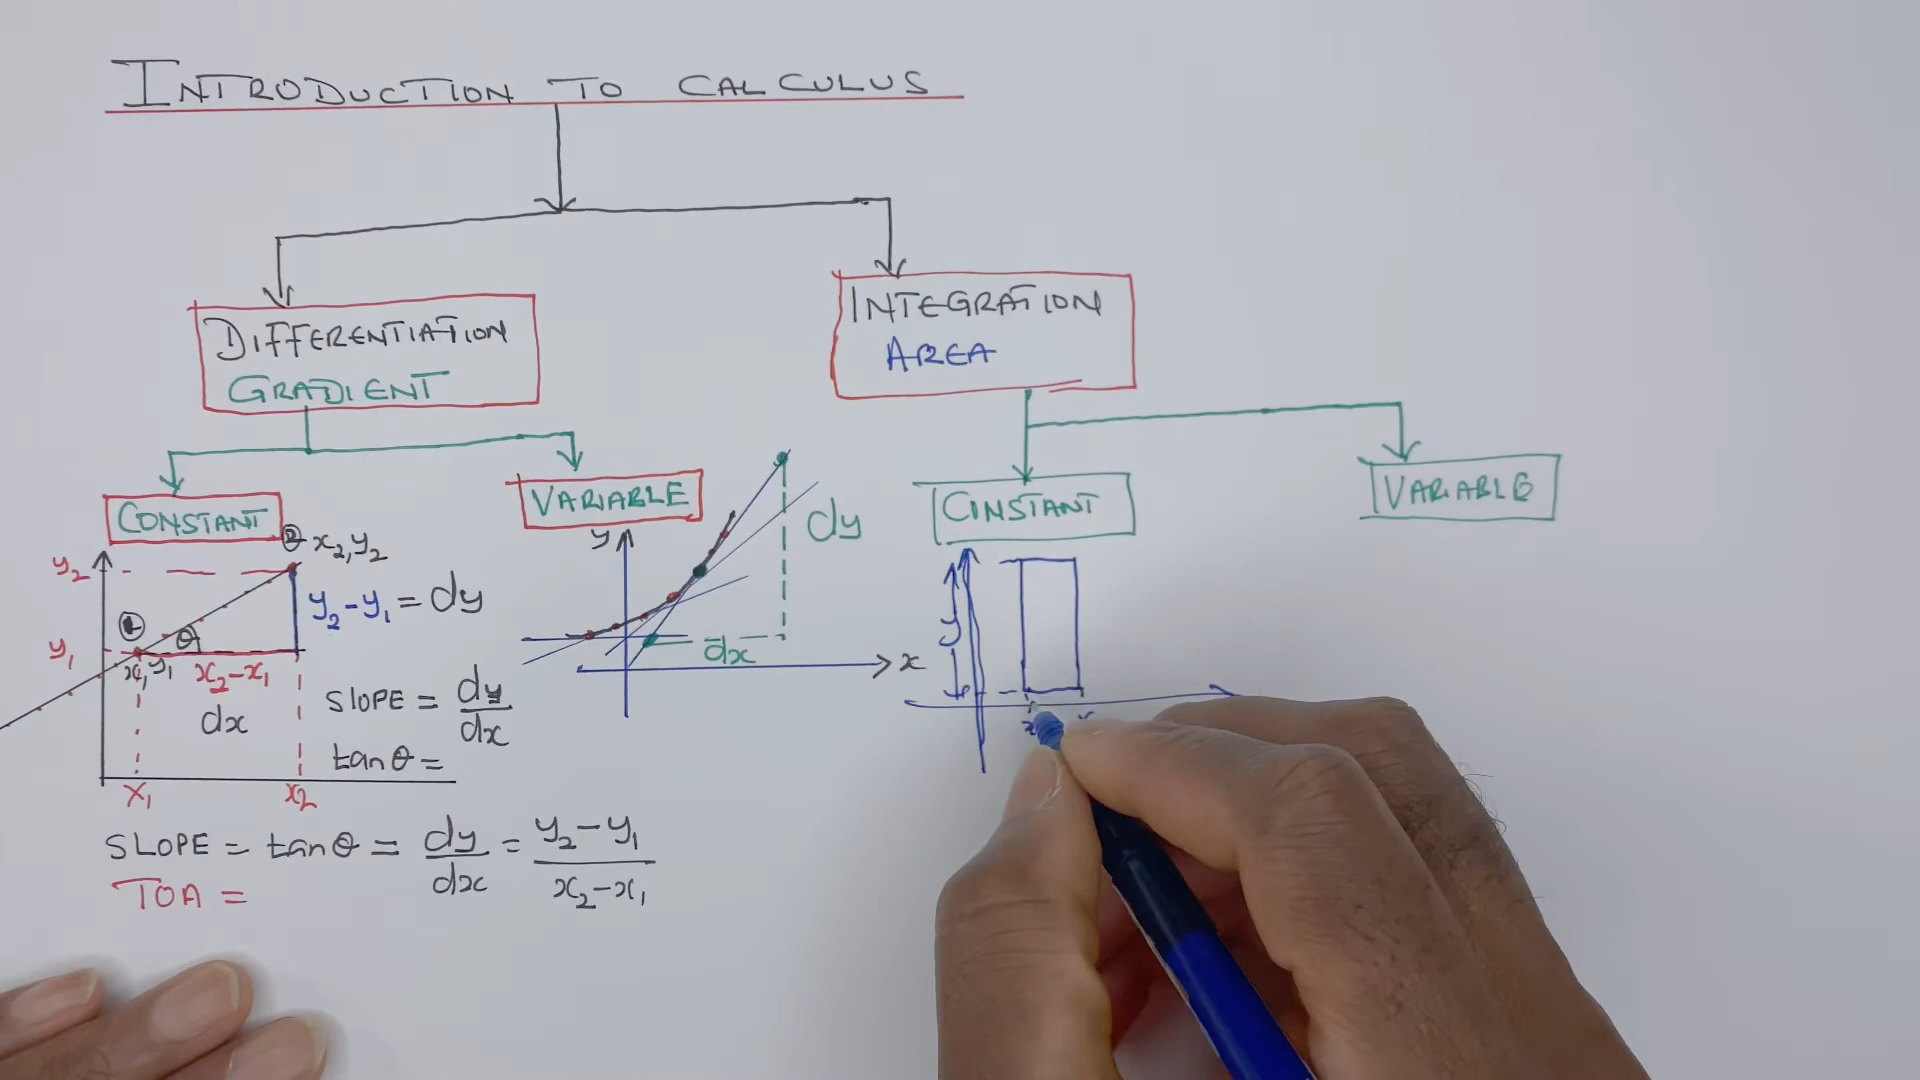 INTRODUCTION TO CALCULUS
DIFFERENTIATION
GRADIENT
INTEGRATION
AREA
CONSTANT
VARIABLE
CONSTANT
VARIABLE
y₂
② x₂,y₂
y₂-y₁ = dy
y₁
① θ
x₁,y₁
x₂-x₁
dx
x₁
x₂
SLOPE = dy/dx
tanθ =
y
dy
dx
x
y
SLOPE = tanθ = dy/dx = y₂-y₁/x₂-x₁
TOA =